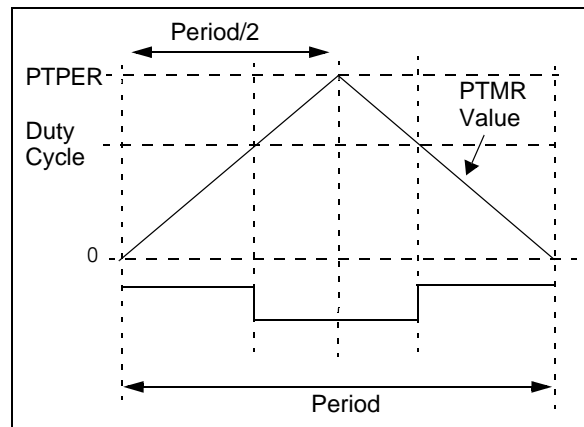 Period/2
PTPER
PTMR
Value
Duty
Cycle
0
Period